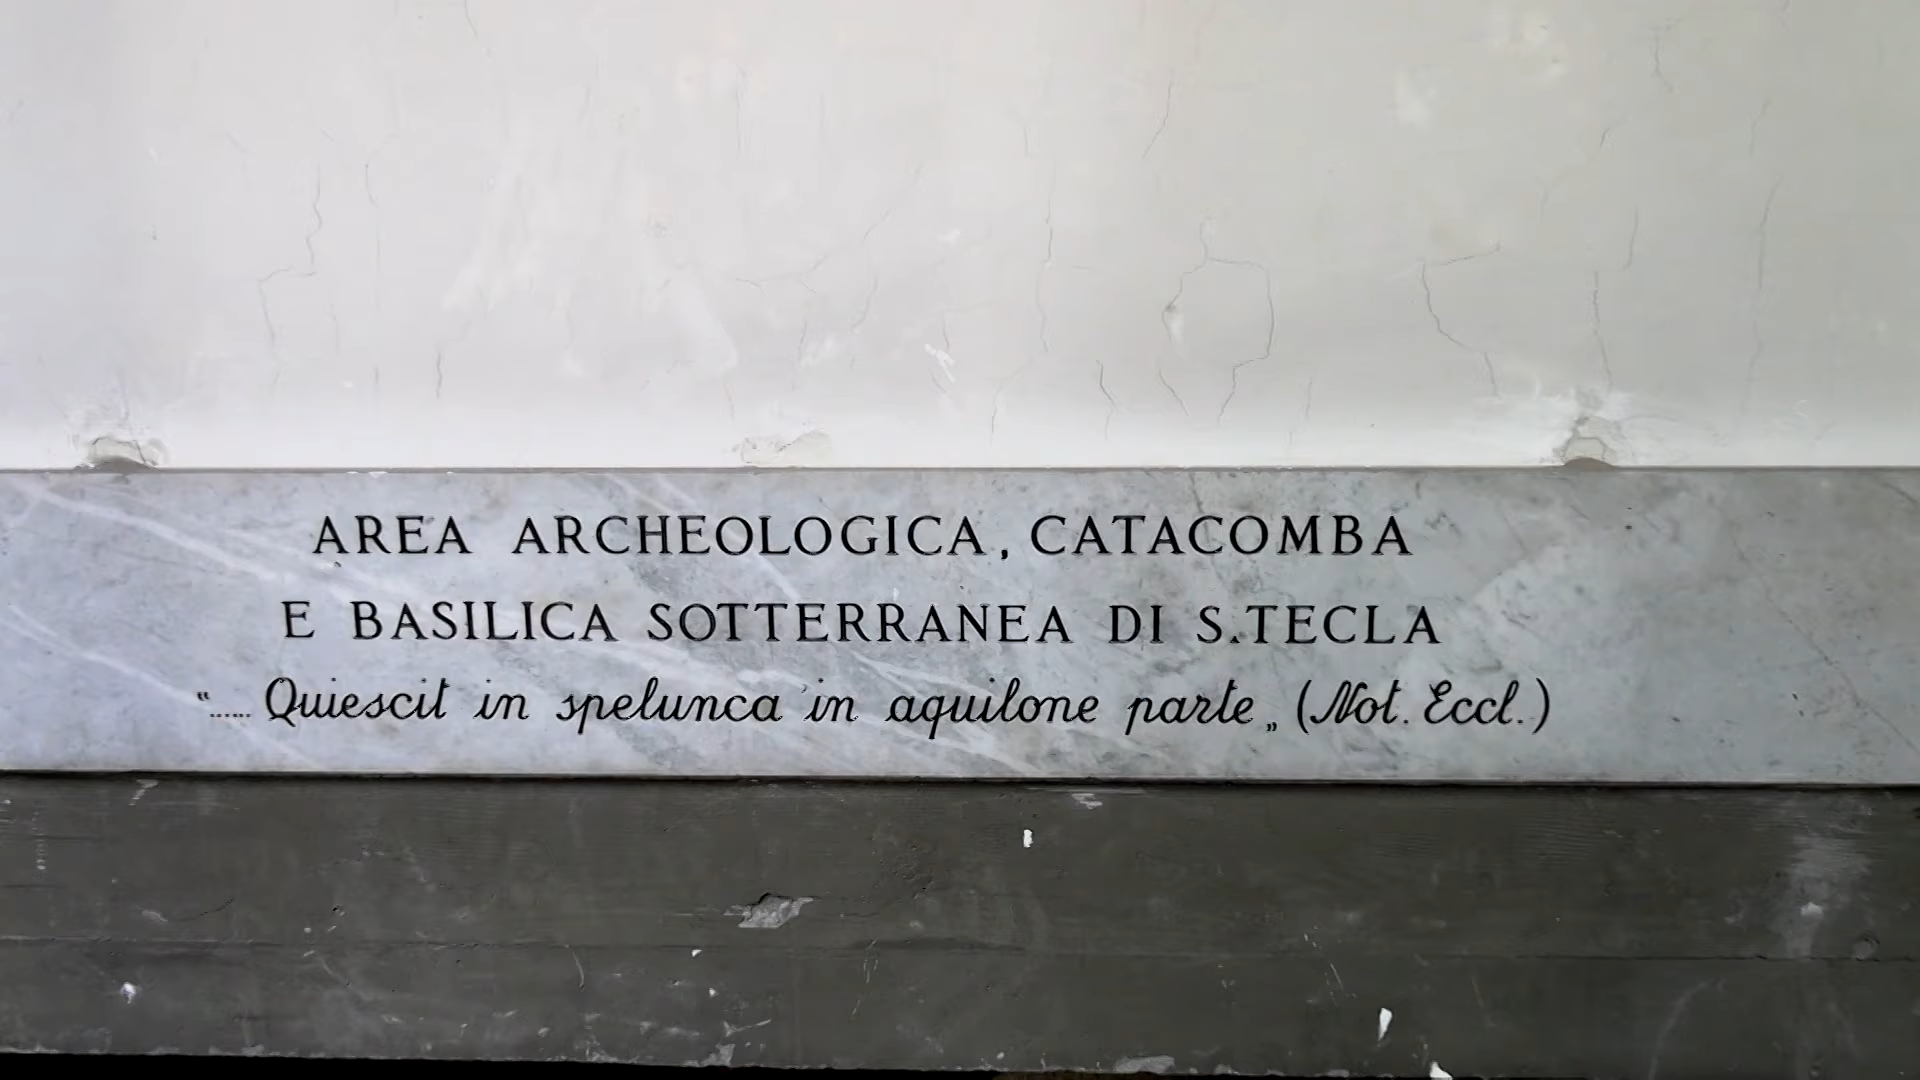 AREA ARCHEOLOGICA, CATACOMBA
E BASILICA SOTTERRANEA DI S.TECLA
“...... Quiescit in spelunca in aquilone parte„ (Not. Eccl.)